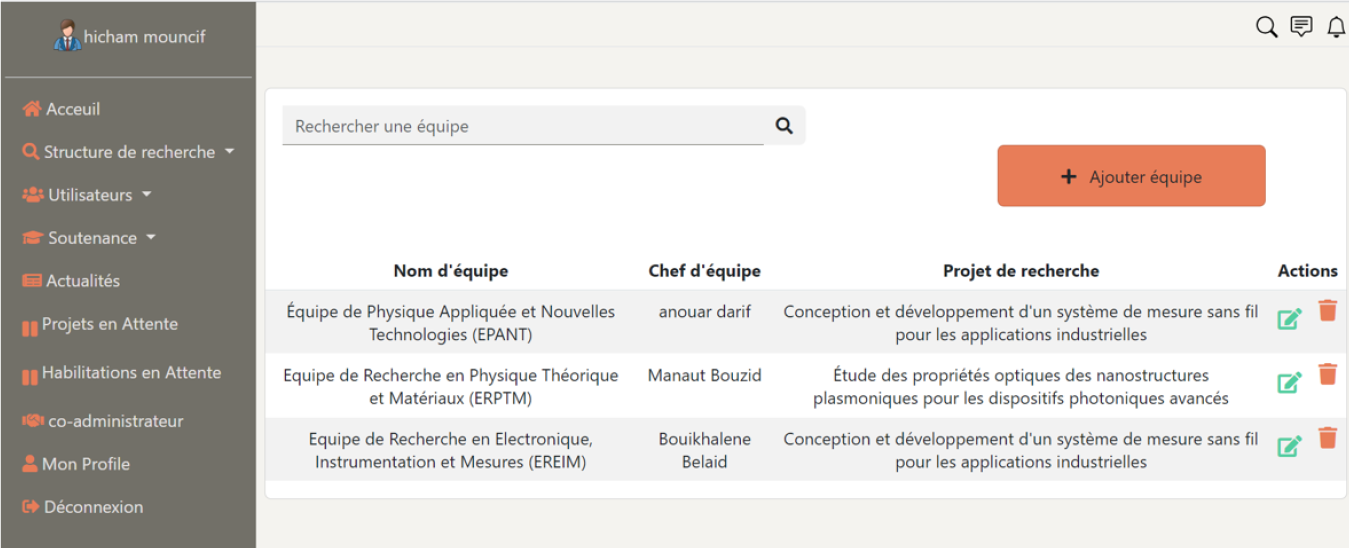 hicham mouncif
Acceuil
Structure de recherche
Utilisateurs
Soutenance
Actualités
Projets en Attente
Habilitations en Attente
co-administrateur
Mon Profile
Déconnexion
Rechercher une équipe
+ Ajouter équipe
Nom d'équipe Chef d'équipe Projet de recherche Actions
Équipe de Physique Appliquée et Nouvelles
Technologies (EPANT)
anouar darif
Conception et développement d'un système de mesure sans fil
pour les applications industrielles
Equipe de Recherche en Physique Théorique
et Matériaux (ERPTM)
Manaut Bouzid
Étude des propriétés optiques des nanostructures
plasmoniques pour les dispositifs photoniques avancés
Equipe de Recherche en Electronique,
Instrumentation et Mesures (EREIM)
Bouikhalene
Belaid
Conception et développement d'un système de mesure sans fil
pour les applications industrielles